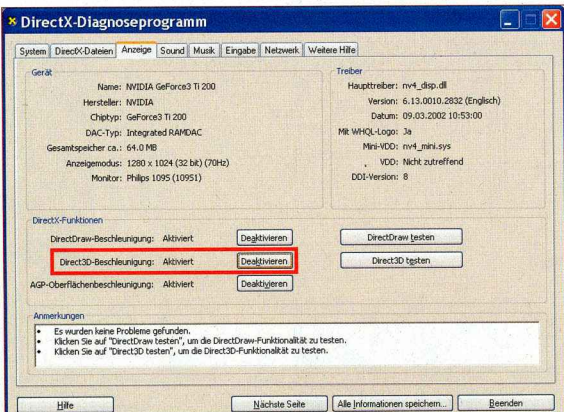 DirectX-Diagnoseprogramm
System DirectX-Dateien Anzeige Sound Musik Eingabe Netzwerk Weitere Hilfe
Gerät
Name: NVIDIA GeForce3 Ti 200
Hersteller: NVIDIA
Chiptyp: GeForce3 Ti 200
DAC-Typ: Integrated RAMDAC
Gesamtspeicher ca.: 64.0 MB
Anzeigemodus: 1280 x 1024 (32 bit) (70Hz)
Monitor: Philips 109S (109S1)
Treiber
Haupttreiber: nv4_disp.dll
Version: 6.13.0010.2832 (Englisch)
Datum: 09.03.2002 10:53:00
Mit WHQL-Logo: Ja
Mini-VDD: nv4_mini.sys
VDD: Nicht zutreffend
DDI-Version: 8
DirectX-Funktionen
DirectDraw-Beschleunigung: Aktiviert Deaktivieren DirectDraw testen
Direct3D-Beschleunigung: Aktiviert Deaktivieren Direct3D testen
AGP-Oberflächenbeschleunigung: Aktiviert Deaktivieren
Anmerkungen
• Es wurden keine Probleme gefunden.
• Klicken Sie auf "DirectDraw testen", um die DirectDraw-Funktionalität zu testen.
• Klicken Sie auf "Direct3D testen", um die Direct3D-Funktionalität zu testen.
Hilfe Nächste Seite Alle Informationen speichern... Beenden